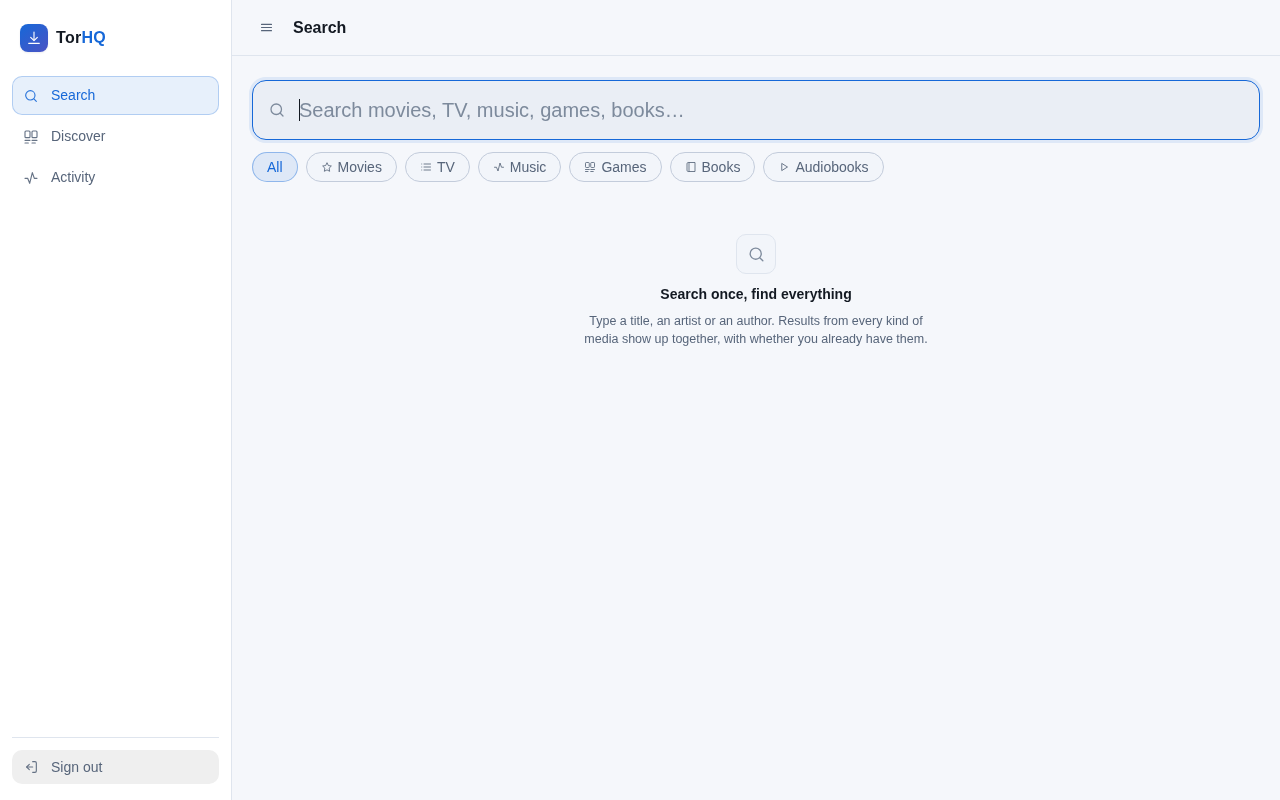 TorHQ
Search
Discover
Activity
Sign out
Search
Search movies, TV, music, games, books…
All
Movies
TV
Music
Games
Books
Audiobooks
Search once, find everything
Type a title, an artist or an author. Results from every kind of
media show up together, with whether you already have them.